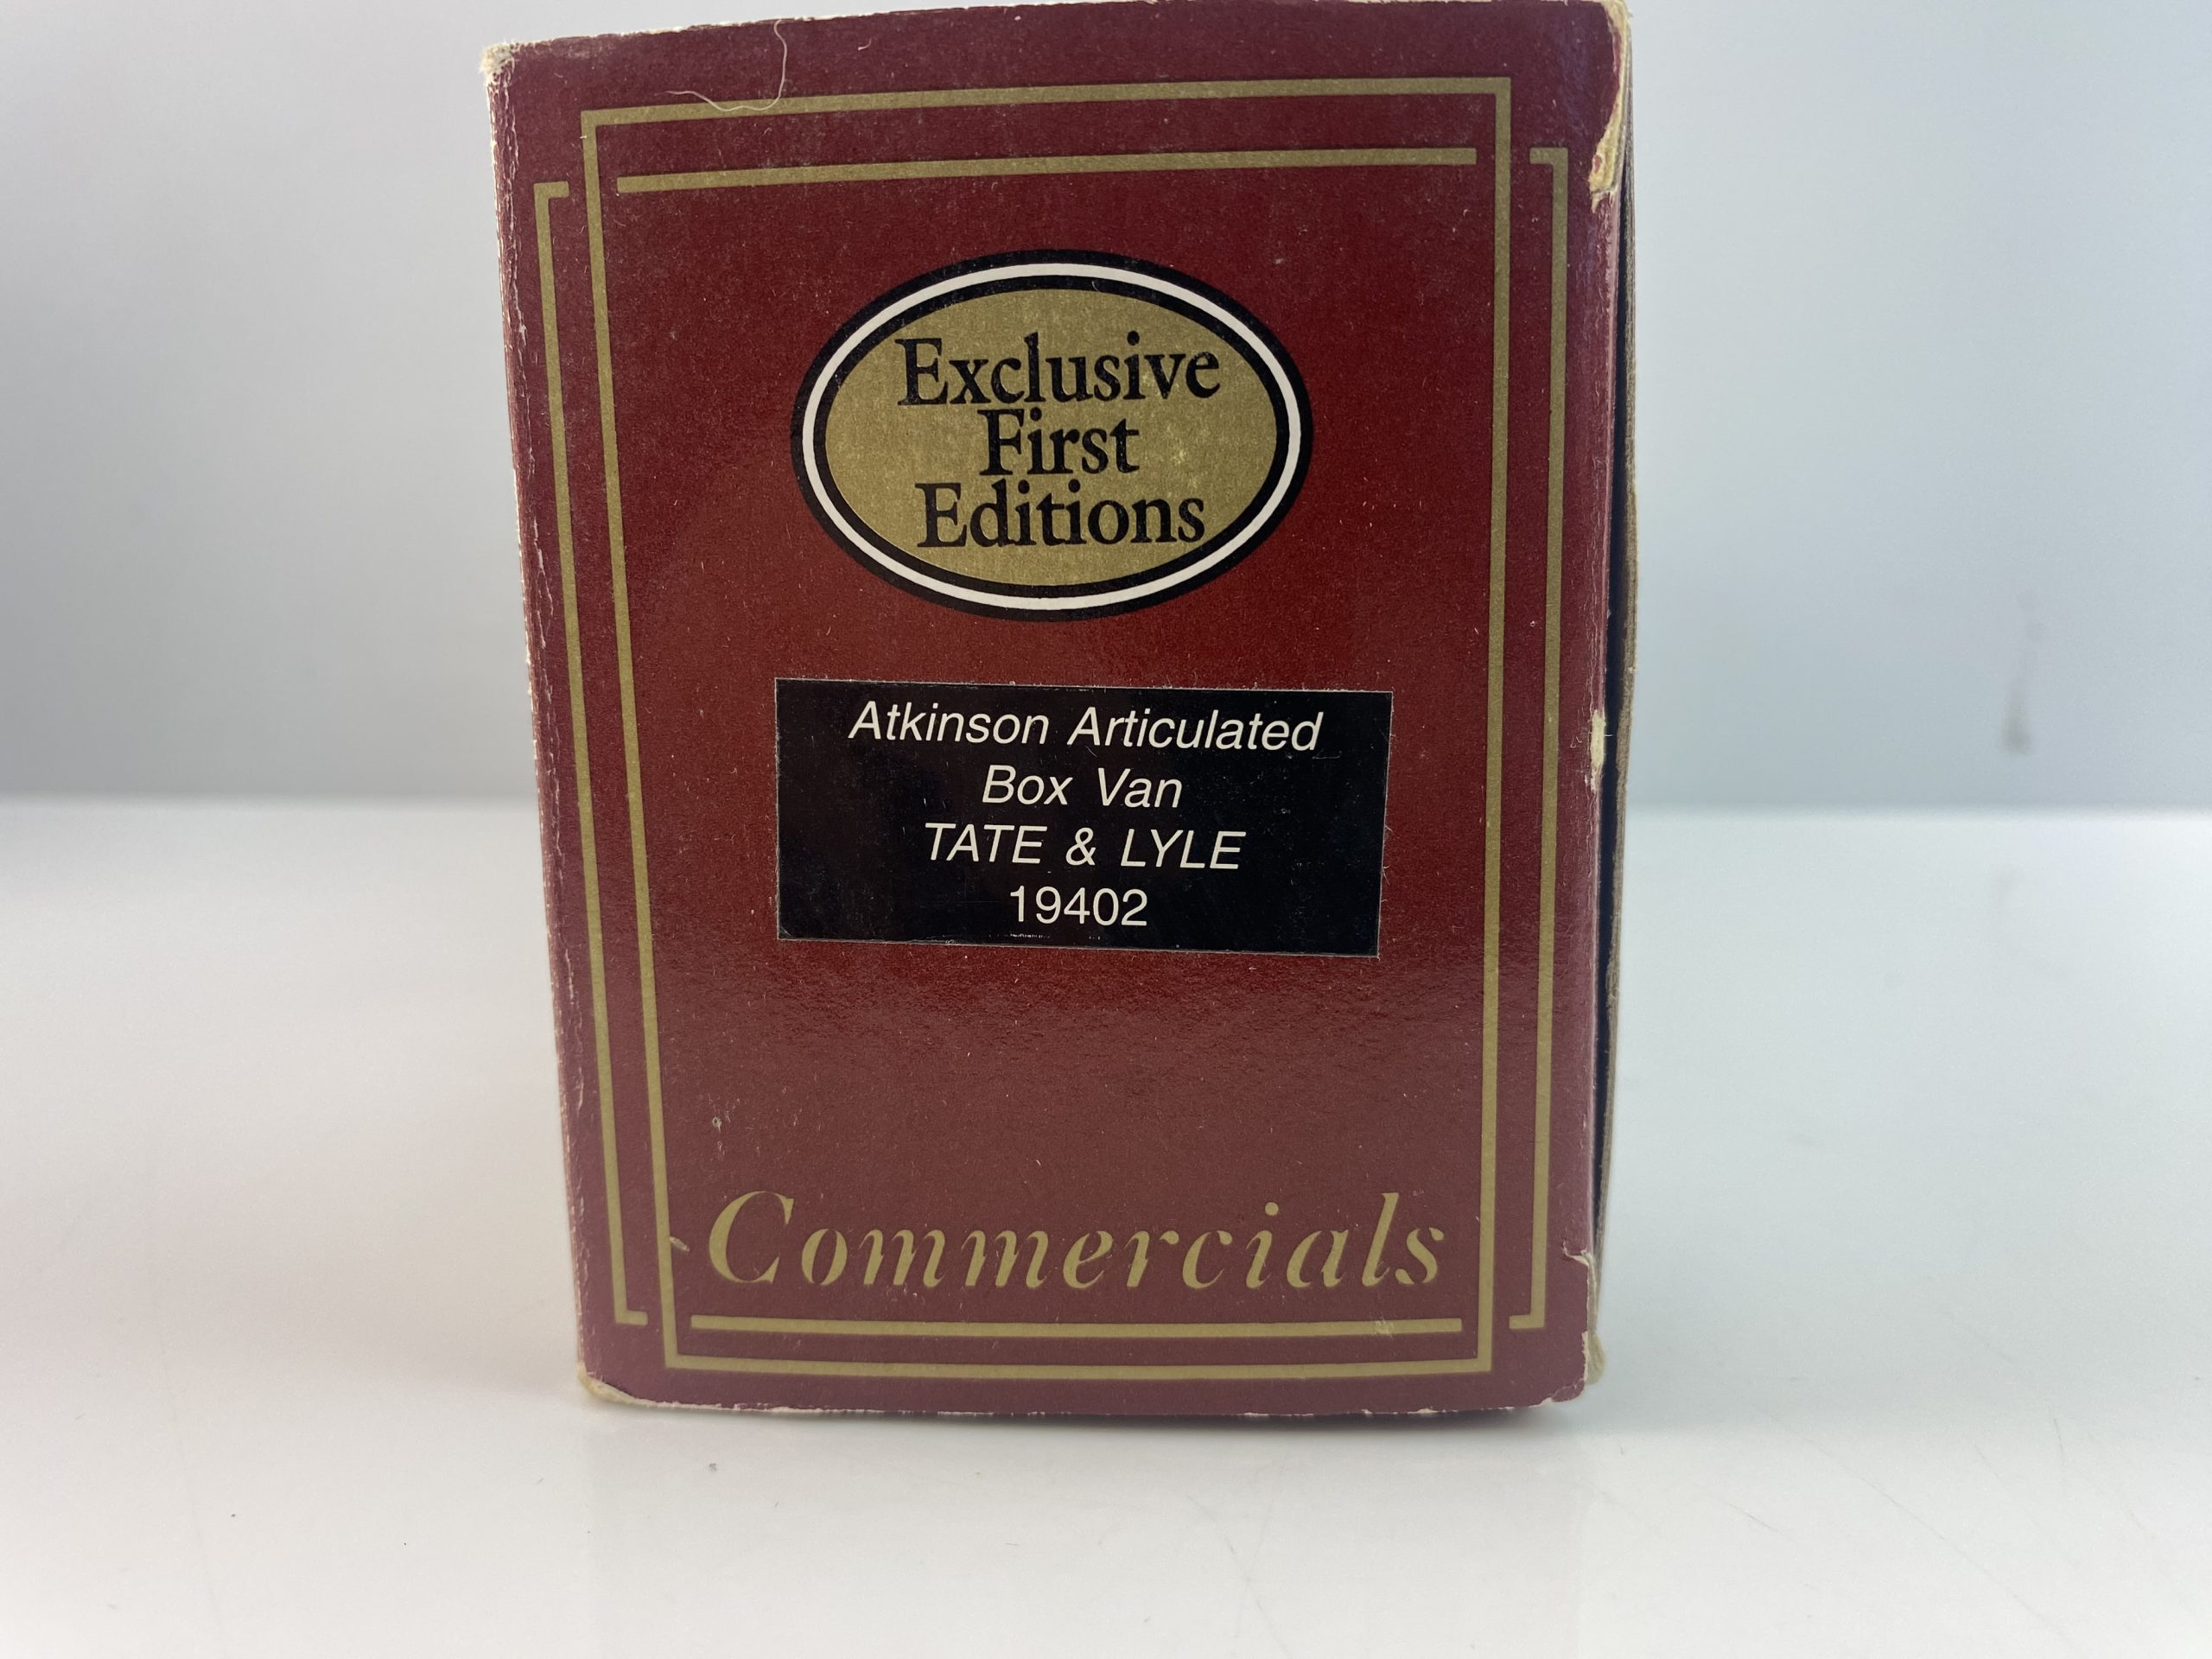 Exclusive
First
Editions
Atkinson Articulated
Box Van
TATE & LYLE
19402
Commercials